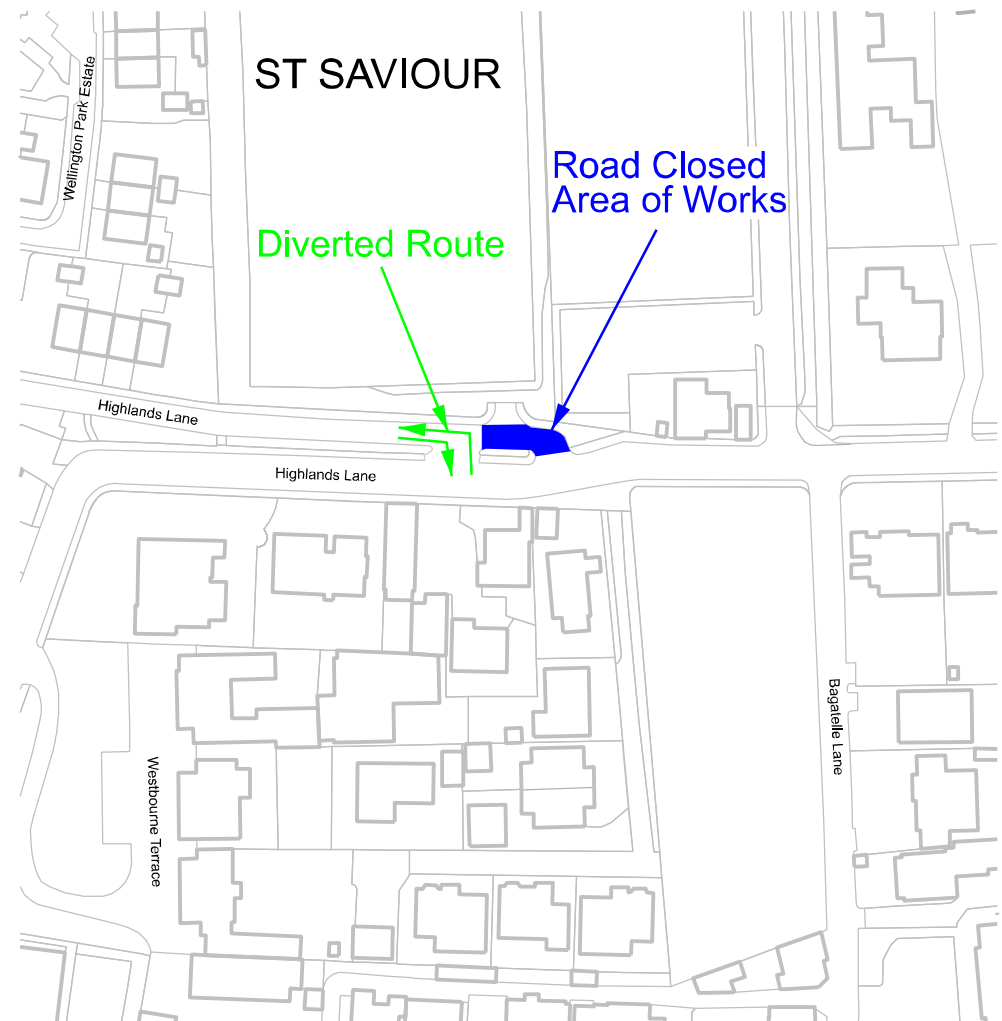 ST SAVIOUR
Wellington Park Estate
Road Closed
Area of Works
Diverted Route
Highlands Lane
Highlands Lane
Bagatelle Lane
Westbourne Terrace